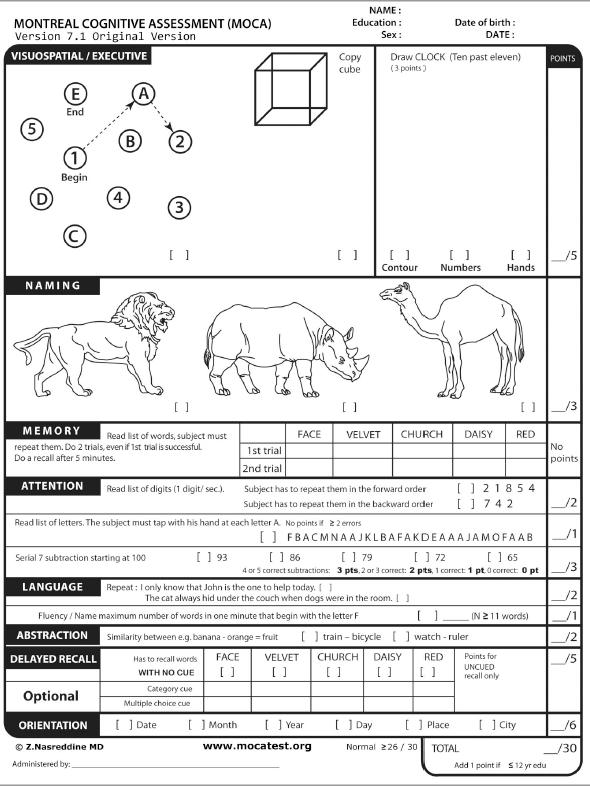 MONTREAL COGNITIVE ASSESSMENT (MOCA)
Version 7.1 Original Version
NAME :
Education :
Date of birth :
Sex :
DATE :
VISUOSPATIAL / EXECUTIVE
Copy
cube
Draw CLOCK (Ten past eleven)
( 3 points )
POINTS
E
End
A
5
B
2
1
Begin
D
4
3
C
[ ]
[ ]
[ ]
Contour
[ ]
Numbers
[ ]
Hands
__/5
NAMING
[ ]
[ ]
[ ]
__/3
MEMORY
Read list of words, subject must
repeat them. Do 2 trials, even if 1st trial is successful.
Do a recall after 5 minutes.
FACE VELVET CHURCH DAISY RED
1st trial
2nd trial
No
points
ATTENTION
Read list of digits (1 digit/ sec.).
Subject has to repeat them in the forward order [ ] 2 1 8 5 4
Subject has to repeat them in the backward order [ ] 7 4 2
__/2
Read list of letters. The subject must tap with his hand at each letter A. No points if ≥ 2 errors
[ ] F B A C M N A A J K L B A F A K D E A A A J A M O F A A B
__/1
Serial 7 subtraction starting at 100 [ ] 93 [ ] 86 [ ] 79 [ ] 72 [ ] 65
4 or 5 correct subtractions: 3 pts, 2 or 3 correct: 2 pts, 1 correct: 1 pt, 0 correct: 0 pt
__/3
LANGUAGE
Repeat : I only know that John is the one to help today. [ ]
The cat always hid under the couch when dogs were in the room. [ ]
__/2
Fluency / Name maximum number of words in one minute that begin with the letter F [ ] _____ (N ≥ 11 words)
__/1
ABSTRACTION
Similarity between e.g. banana - orange = fruit [ ] train – bicycle [ ] watch - ruler
__/2
DELAYED RECALL
Has to recall words
WITH NO CUE
FACE VELVET CHURCH DAISY RED
[ ] [ ] [ ] [ ] [ ]
Points for
UNCUED
recall only
__/5
Optional
Category cue
Multiple choice cue
ORIENTATION
[ ] Date [ ] Month [ ] Year [ ] Day [ ] Place [ ] City
__/6
© Z.Nasreddine MD
www.mocatest.org
Normal ≥ 26 / 30
TOTAL
__/30
Administered by:
Add 1 point if ≤ 12 yr edu